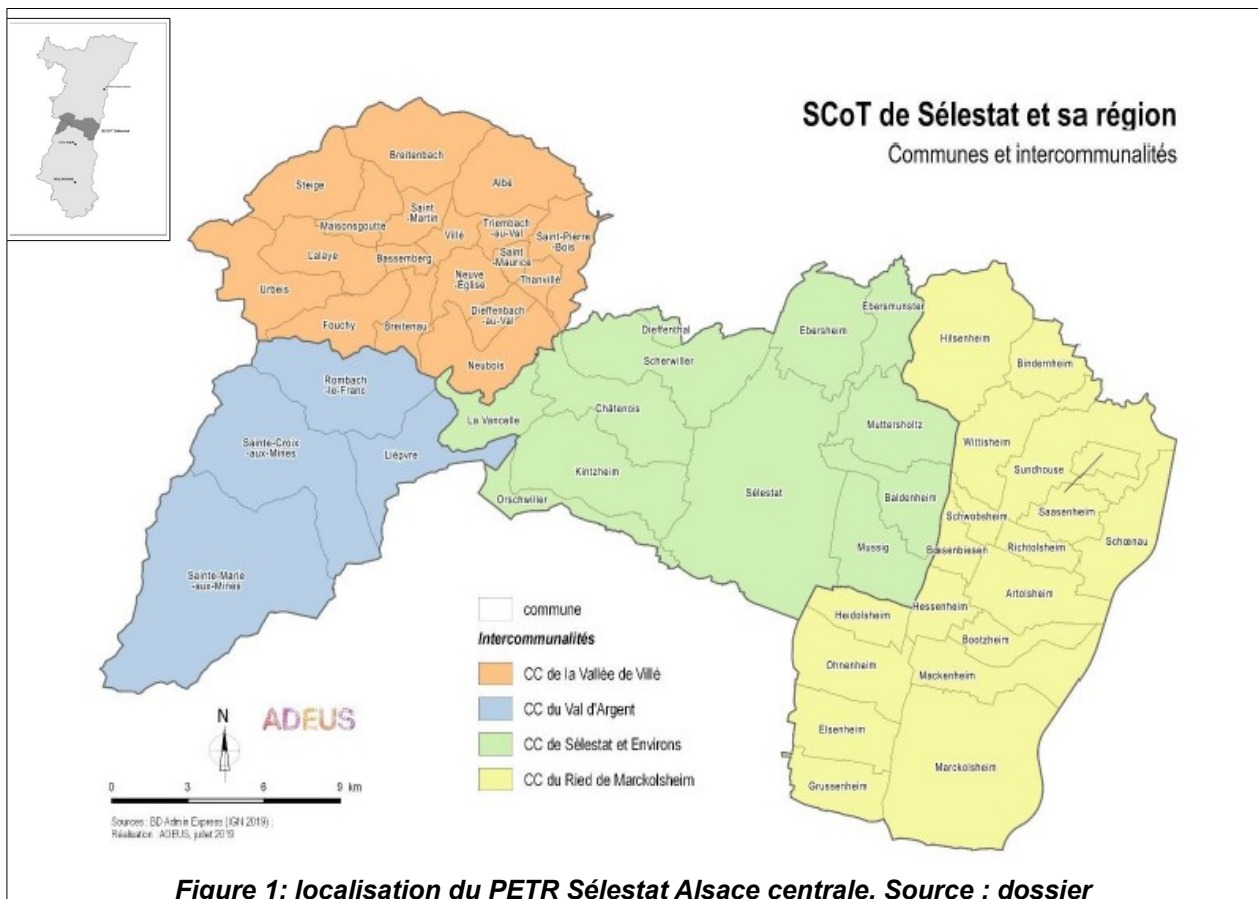 SCoT de Sélestat et sa région
Communes et intercommunalités
SCOT Sélestat
Breitenbach
Steige
Albé
Saint
-Martin
Maisonsgoutte
Villé
Triembach
-au-Val
Saint-Pierre
-Bois
Lalaye
Bassemberg
Saint
-Maurice
Neuve
-Église
Thanvillé
Urbeis
Dieffenbach
-au-Val
Fouchy
Breitenau
Neubois
Dieffenthal
Scherwiller
Ebersheim
Ebersmunster
Hilsenheim
Bindernheim
Rombach
-le-Franc
La Vancelle
Châtenois
Muttersholtz
Sainte-Croix
-aux-Mines
Lièpvre
Kintzheim
Wittisheim
Sundhouse
Orschwiller
Sélestat
Baldenheim
Schwobsheim
Saasenheim
Mussig
Bœsenbiesen
Richtolsheim
Schœnau
Sainte-Marie
-aux-Mines
Artolsheim
Heidolsheim
Hessenheim
Bootzheim
Ohnenheim
Mackenheim
Elsenheim
Marckolsheim
Grussenheim
commune
Intercommunalités
CC de la Vallée de Villé
CC du Val d'Argent
CC de Sélestat et Environs
CC du Ried de Marckolsheim
N
ADEUS
0 3 6 9 km
Sources : BD Admin Express (IGN 2019) ;
Réalisation : ADEUS, juillet 2019
Figure 1: localisation du PETR Sélestat Alsace centrale. Source : dossier